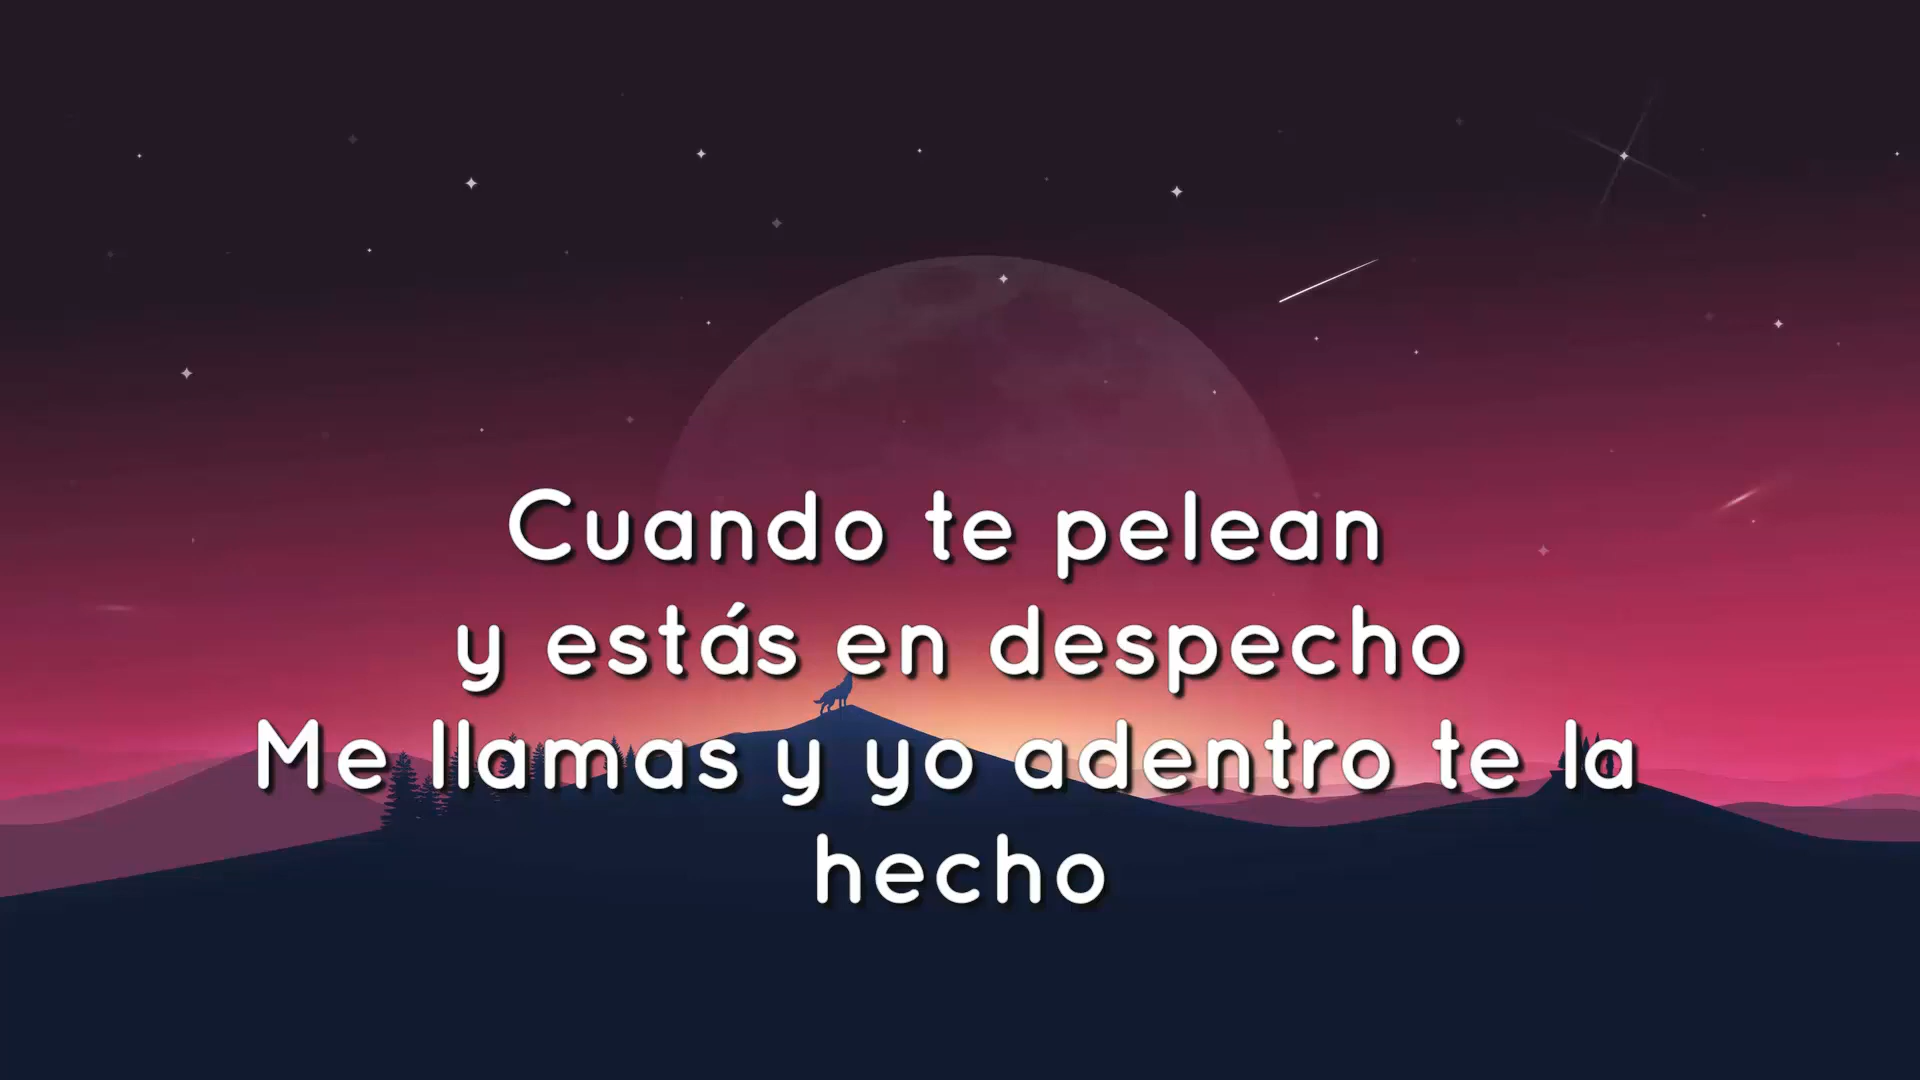 Cuando te pelean
y estás en despecho
Me llamas y yo adentro te la
hecho